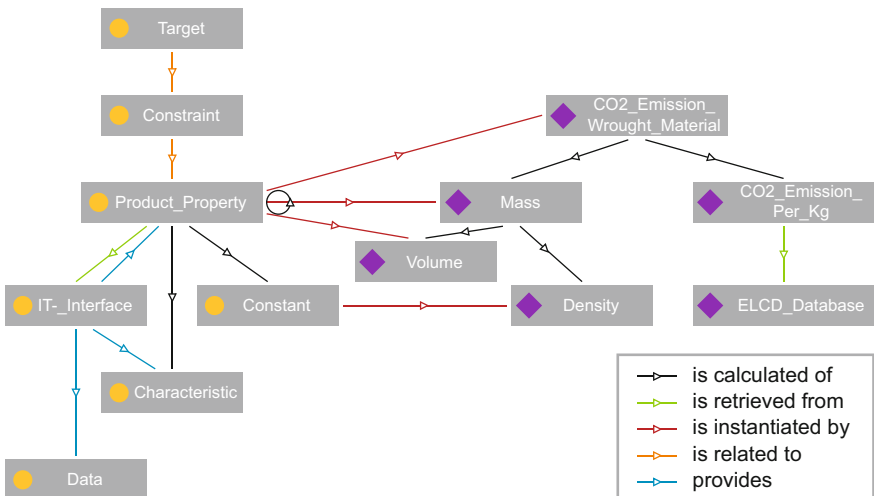 Target
Constraint
CO2_Emission_
Wrought_Material
Product_Property
Mass
CO2_Emission_
Per_Kg
Volume
IT-_Interface
Constant
Density
ELCD_Database
Characteristic
Data
is calculated of
is retrieved from
is instantiated by
is related to
provides